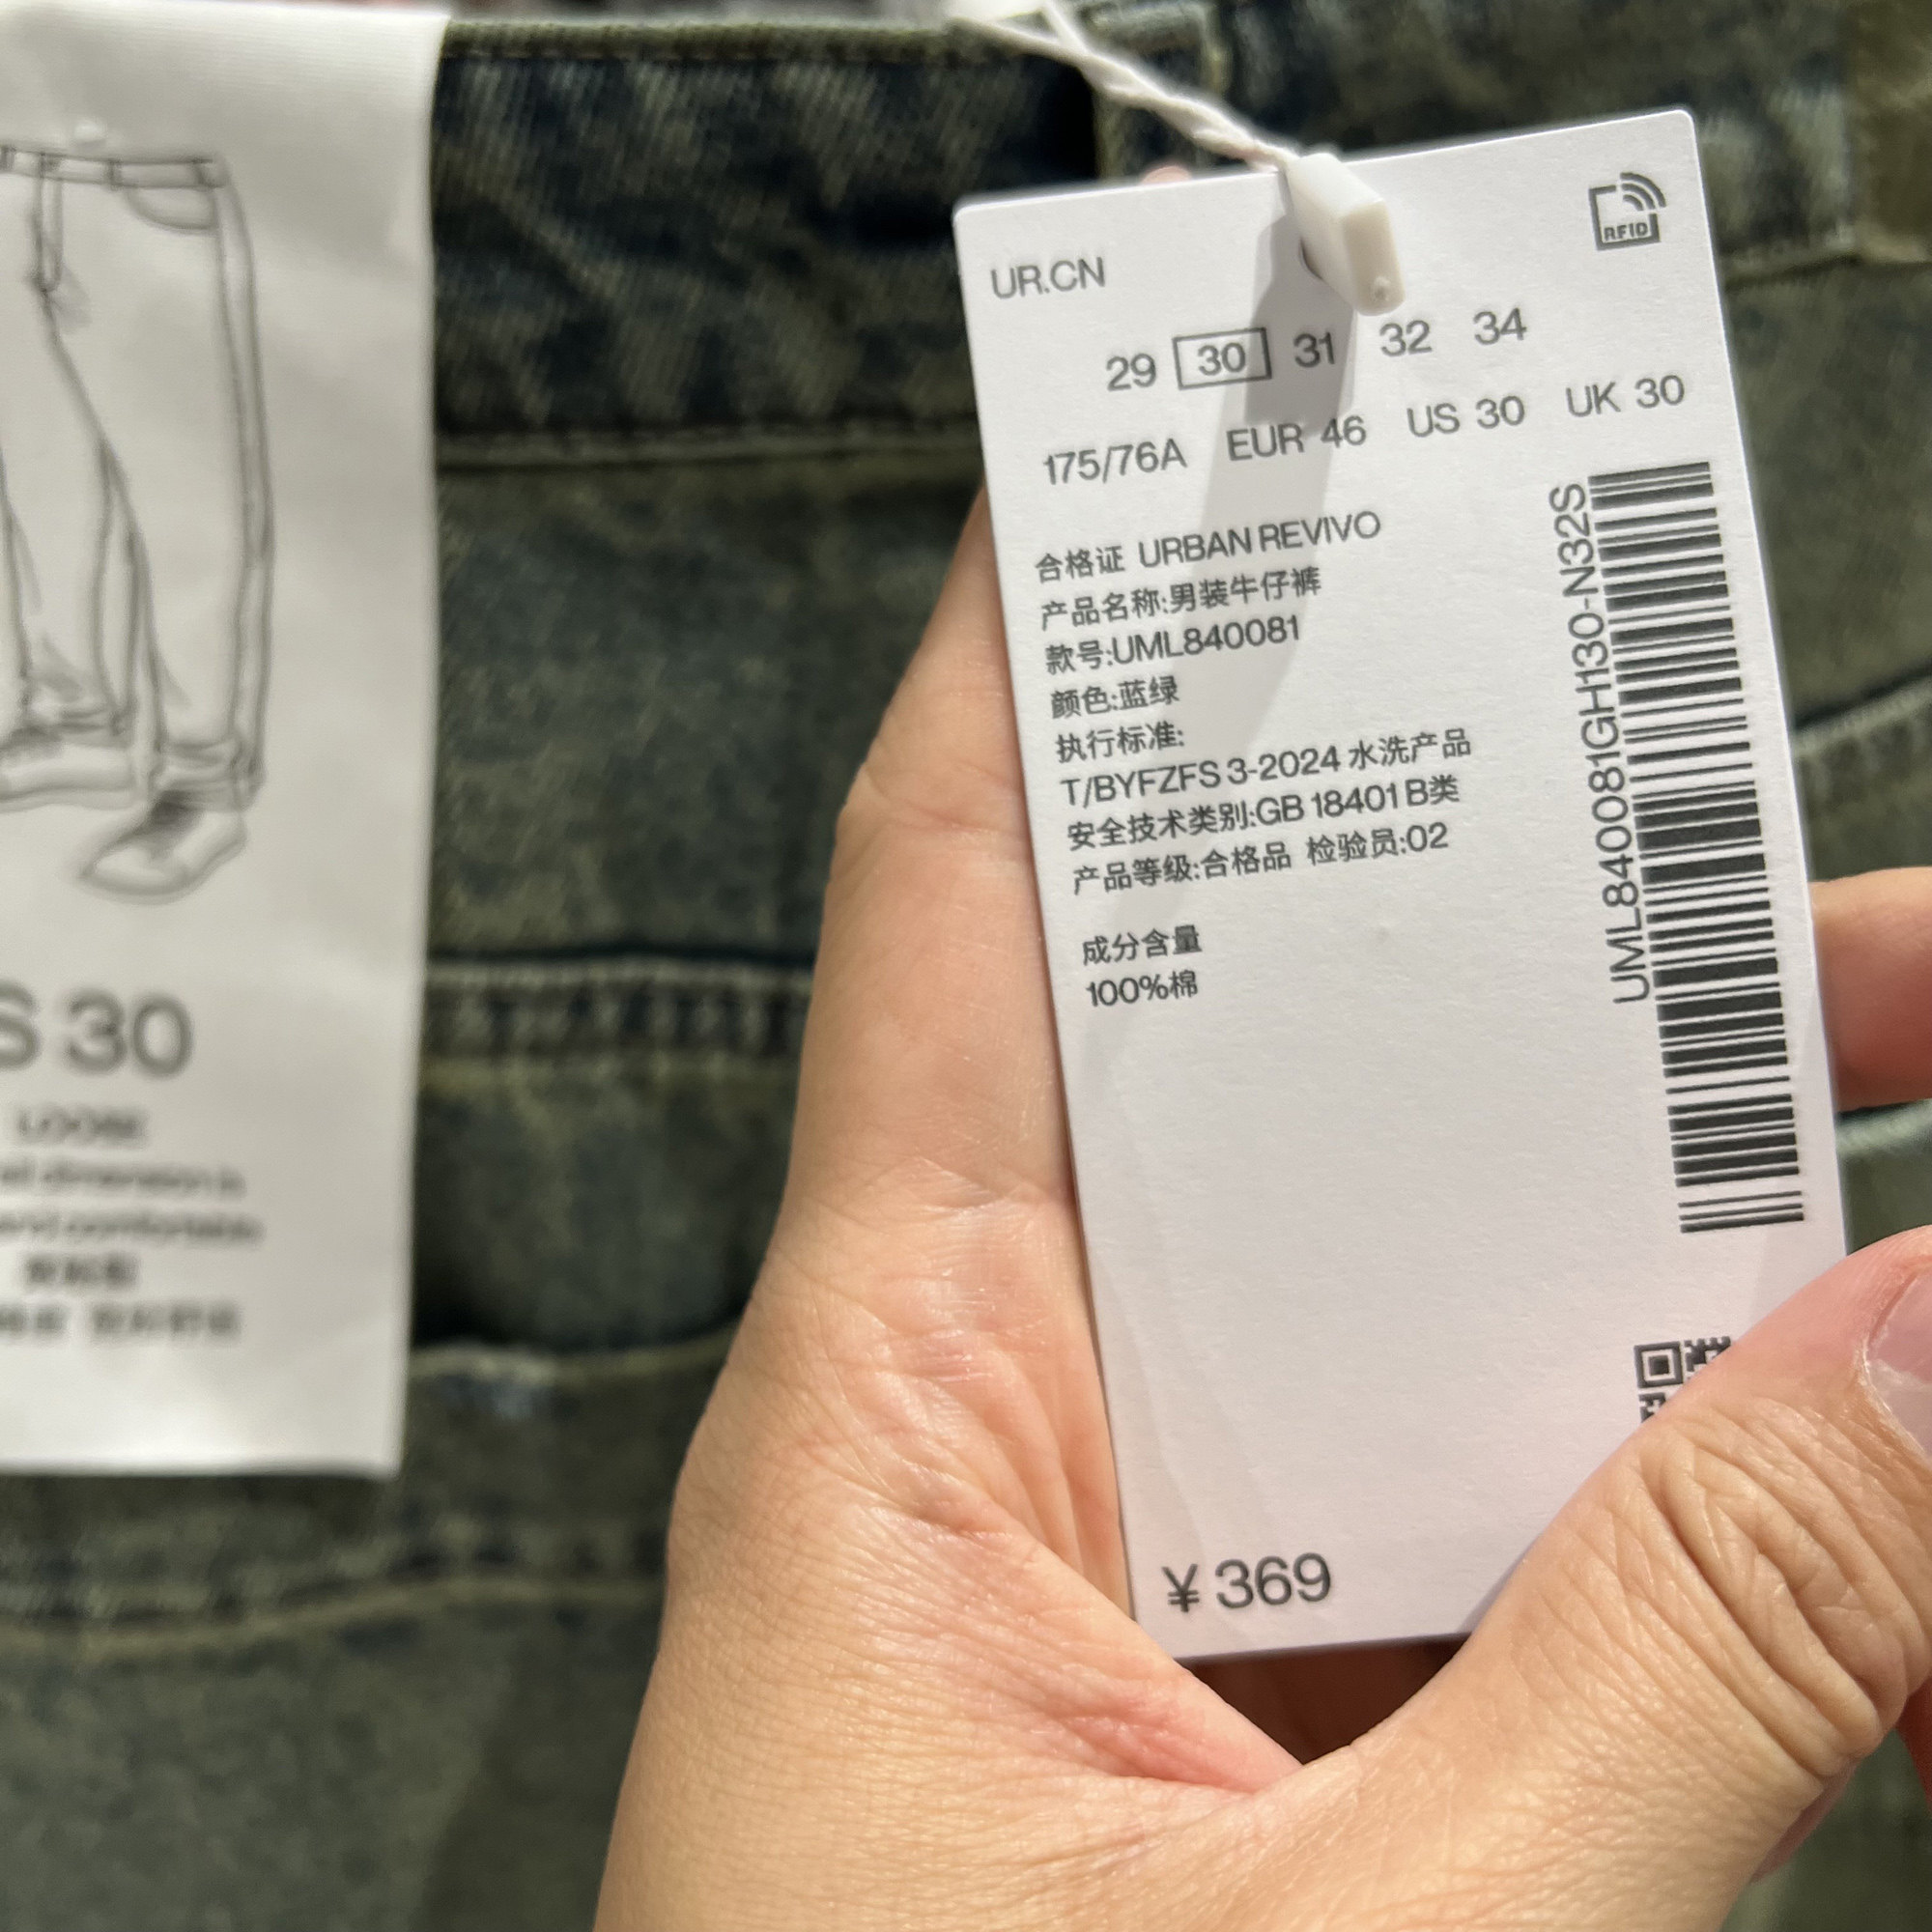 UR.CN
RFID
29 30 31 32 34
175/76A EUR 46 US 30 UK 30
合格证 URBAN REVIVO
产品名称:男装牛仔裤
款号:UML840081
颜色:蓝绿
执行标准:
T/BYFZFS 3-2024 水洗产品
安全技术类别:GB 18401 B类
产品等级:合格品 检验员:02
成分含量
100%棉
UML840081GH130-N32S
¥ 369
S 30
LOOSE
and comfortable